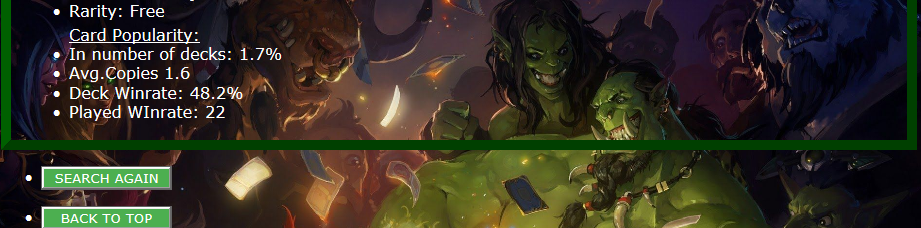 Rarity: Free
Card Popularity:
In number of decks: 1.7%
Avg.Copies 1.6
Deck Winrate: 48.2%
Played WInrate: 22
SEARCH AGAIN
BACK TO TOP